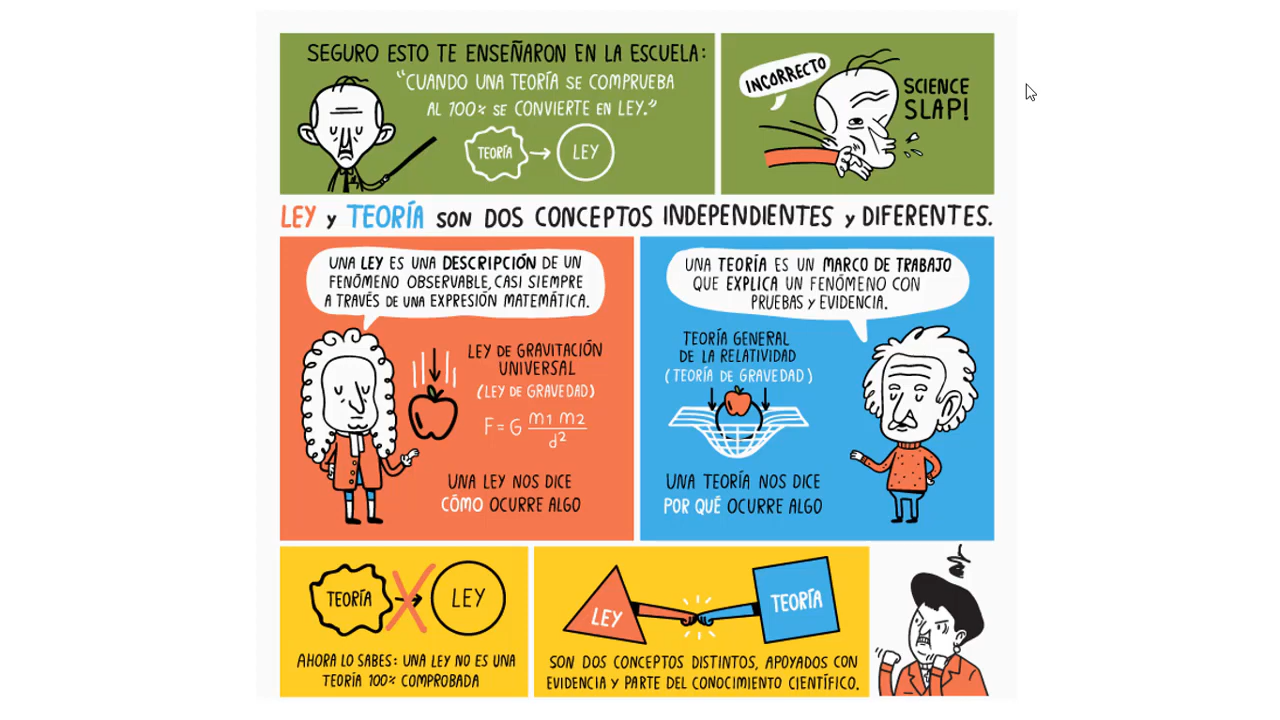 SEGURO ESTO TE ENSEÑARON EN LA ESCUELA:
"CUANDO UNA TEORÍA SE COMPRUEBA
AL 100% SE CONVIERTE EN LEY."
TEORÍA → LEY
INCORRECTO
SCIENCE
SLAP!
LEY y TEORÍA SON DOS CONCEPTOS INDEPENDIENTES y DIFERENTES.
UNA LEY ES UNA DESCRIPCIÓN DE UN
FENÓMENO OBSERVABLE, CASI SIEMPRE
A TRAVÉS DE UNA EXPRESIÓN MATEMÁTICA.
LEY DE GRAVITACIÓN
UNIVERSAL
(LEY DE GRAVEDAD)
F = G m1 m2 / d²
UNA LEY NOS DICE
CÓMO OCURRE ALGO
UNA TEORÍA ES UN MARCO DE TRABAJO
QUE EXPLICA UN FENÓMENO CON
PRUEBAS y EVIDENCIA.
TEORÍA GENERAL
DE LA RELATIVIDAD
(TEORÍA DE GRAVEDAD)
UNA TEORÍA NOS DICE
POR QUÉ OCURRE ALGO
TEORÍA → LEY
AHORA LO SABES: UNA LEY NO ES UNA
TEORÍA 100% COMPROBADA
LEY
TEORÍA
SON DOS CONCEPTOS DISTINTOS, APOYADOS CON
EVIDENCIA y PARTE DEL CONOCIMIENTO CIENTÍFICO.